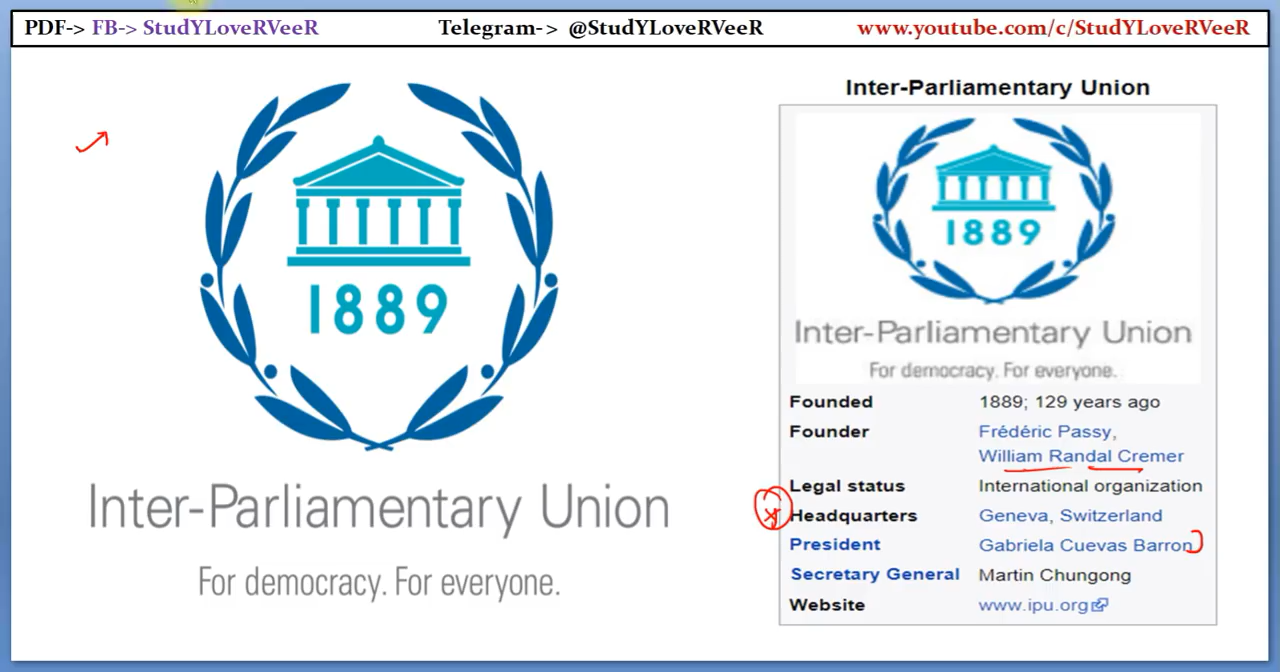 PDF-> FB-> StudYLoveRVeeR Telegram-> @StudYLoveRVeeR www.youtube.com/c/StudYLoveRVeeR
1889
Inter-Parliamentary Union
For democracy. For everyone.
Inter-Parliamentary Union
1889
Inter-Parliamentary Union
For democracy. For everyone.
Founded 1889; 129 years ago
Founder Frédéric Passy,
William Randal Cremer
Legal status International organization
Headquarters Geneva, Switzerland
President Gabriela Cuevas Barron
Secretary General Martin Chungong
Website www.ipu.org